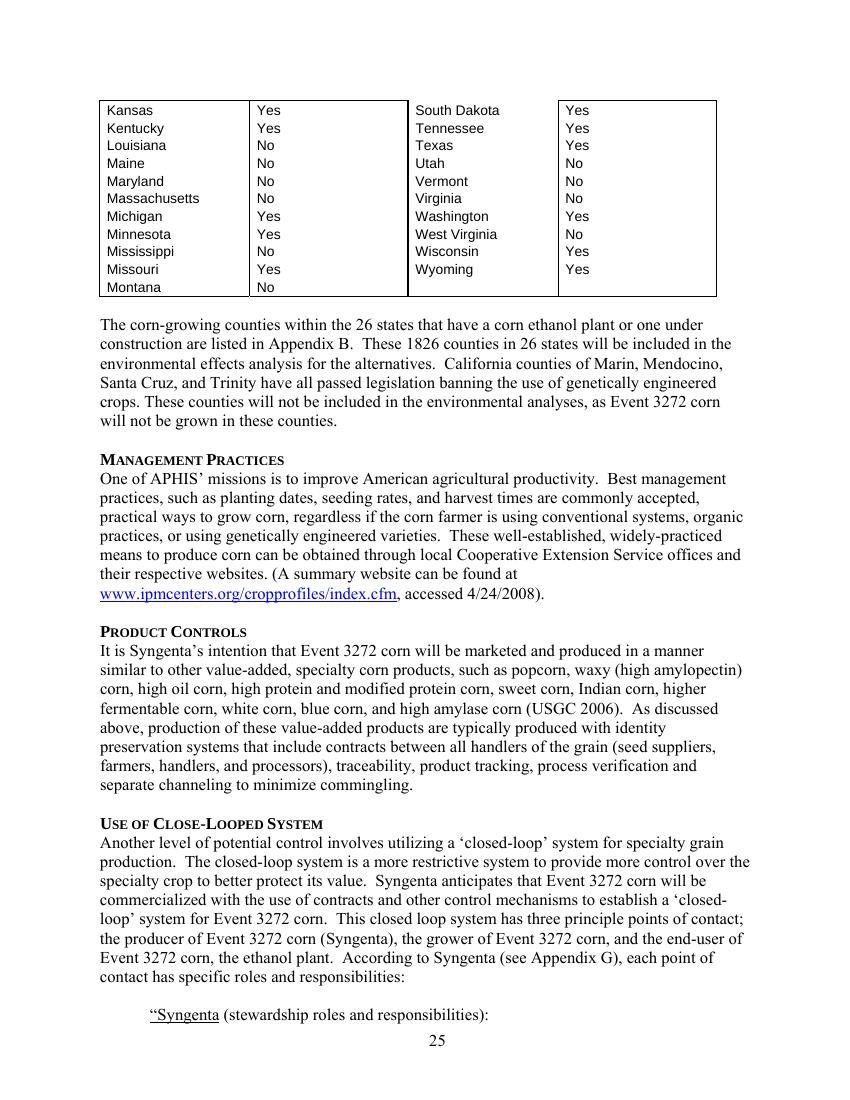 Kansas Yes South Dakota Yes
Kentucky Yes Tennessee Yes
Louisiana No Texas Yes
Maine No Utah No
Maryland No Vermont No
Massachusetts No Virginia No
Michigan Yes Washington Yes
Minnesota Yes West Virginia No
Mississippi No Wisconsin Yes
Missouri Yes Wyoming Yes
Montana No
The corn-growing counties within the 26 states that have a corn ethanol plant or one under
construction are listed in Appendix B.  These 1826 counties in 26 states will be included in the
environmental effects analysis for the alternatives.  California counties of Marin, Mendocino,
Santa Cruz, and Trinity have all passed legislation banning the use of genetically engineered
crops. These counties will not be included in the environmental analyses, as Event 3272 corn
will not be grown in these counties.
MANAGEMENT PRACTICES
One of APHIS’ missions is to improve American agricultural productivity.  Best management
practices, such as planting dates, seeding rates, and harvest times are commonly accepted,
practical ways to grow corn, regardless if the corn farmer is using conventional systems, organic
practices, or using genetically engineered varieties.  These well-established, widely-practiced
means to produce corn can be obtained through local Cooperative Extension Service offices and
their respective websites. (A summary website can be found at
www.ipmcenters.org/cropprofiles/index.cfm, accessed 4/24/2008).
PRODUCT CONTROLS
It is Syngenta’s intention that Event 3272 corn will be marketed and produced in a manner
similar to other value-added, specialty corn products, such as popcorn, waxy (high amylopectin)
corn, high oil corn, high protein and modified protein corn, sweet corn, Indian corn, higher
fermentable corn, white corn, blue corn, and high amylase corn (USGC 2006).  As discussed
above, production of these value-added products are typically produced with identity
preservation systems that include contracts between all handlers of the grain (seed suppliers,
farmers, handlers, and processors), traceability, product tracking, process verification and
separate channeling to minimize commingling.
USE OF CLOSE-LOOPED SYSTEM
Another level of potential control involves utilizing a ‘closed-loop’ system for specialty grain
production.  The closed-loop system is a more restrictive system to provide more control over the
specialty crop to better protect its value.  Syngenta anticipates that Event 3272 corn will be
commercialized with the use of contracts and other control mechanisms to establish a ‘closed-
loop’ system for Event 3272 corn.  This closed loop system has three principle points of contact;
the producer of Event 3272 corn (Syngenta), the grower of Event 3272 corn, and the end-user of
Event 3272 corn, the ethanol plant.  According to Syngenta (see Appendix G), each point of
contact has specific roles and responsibilities:
“Syngenta (stewardship roles and responsibilities):
25